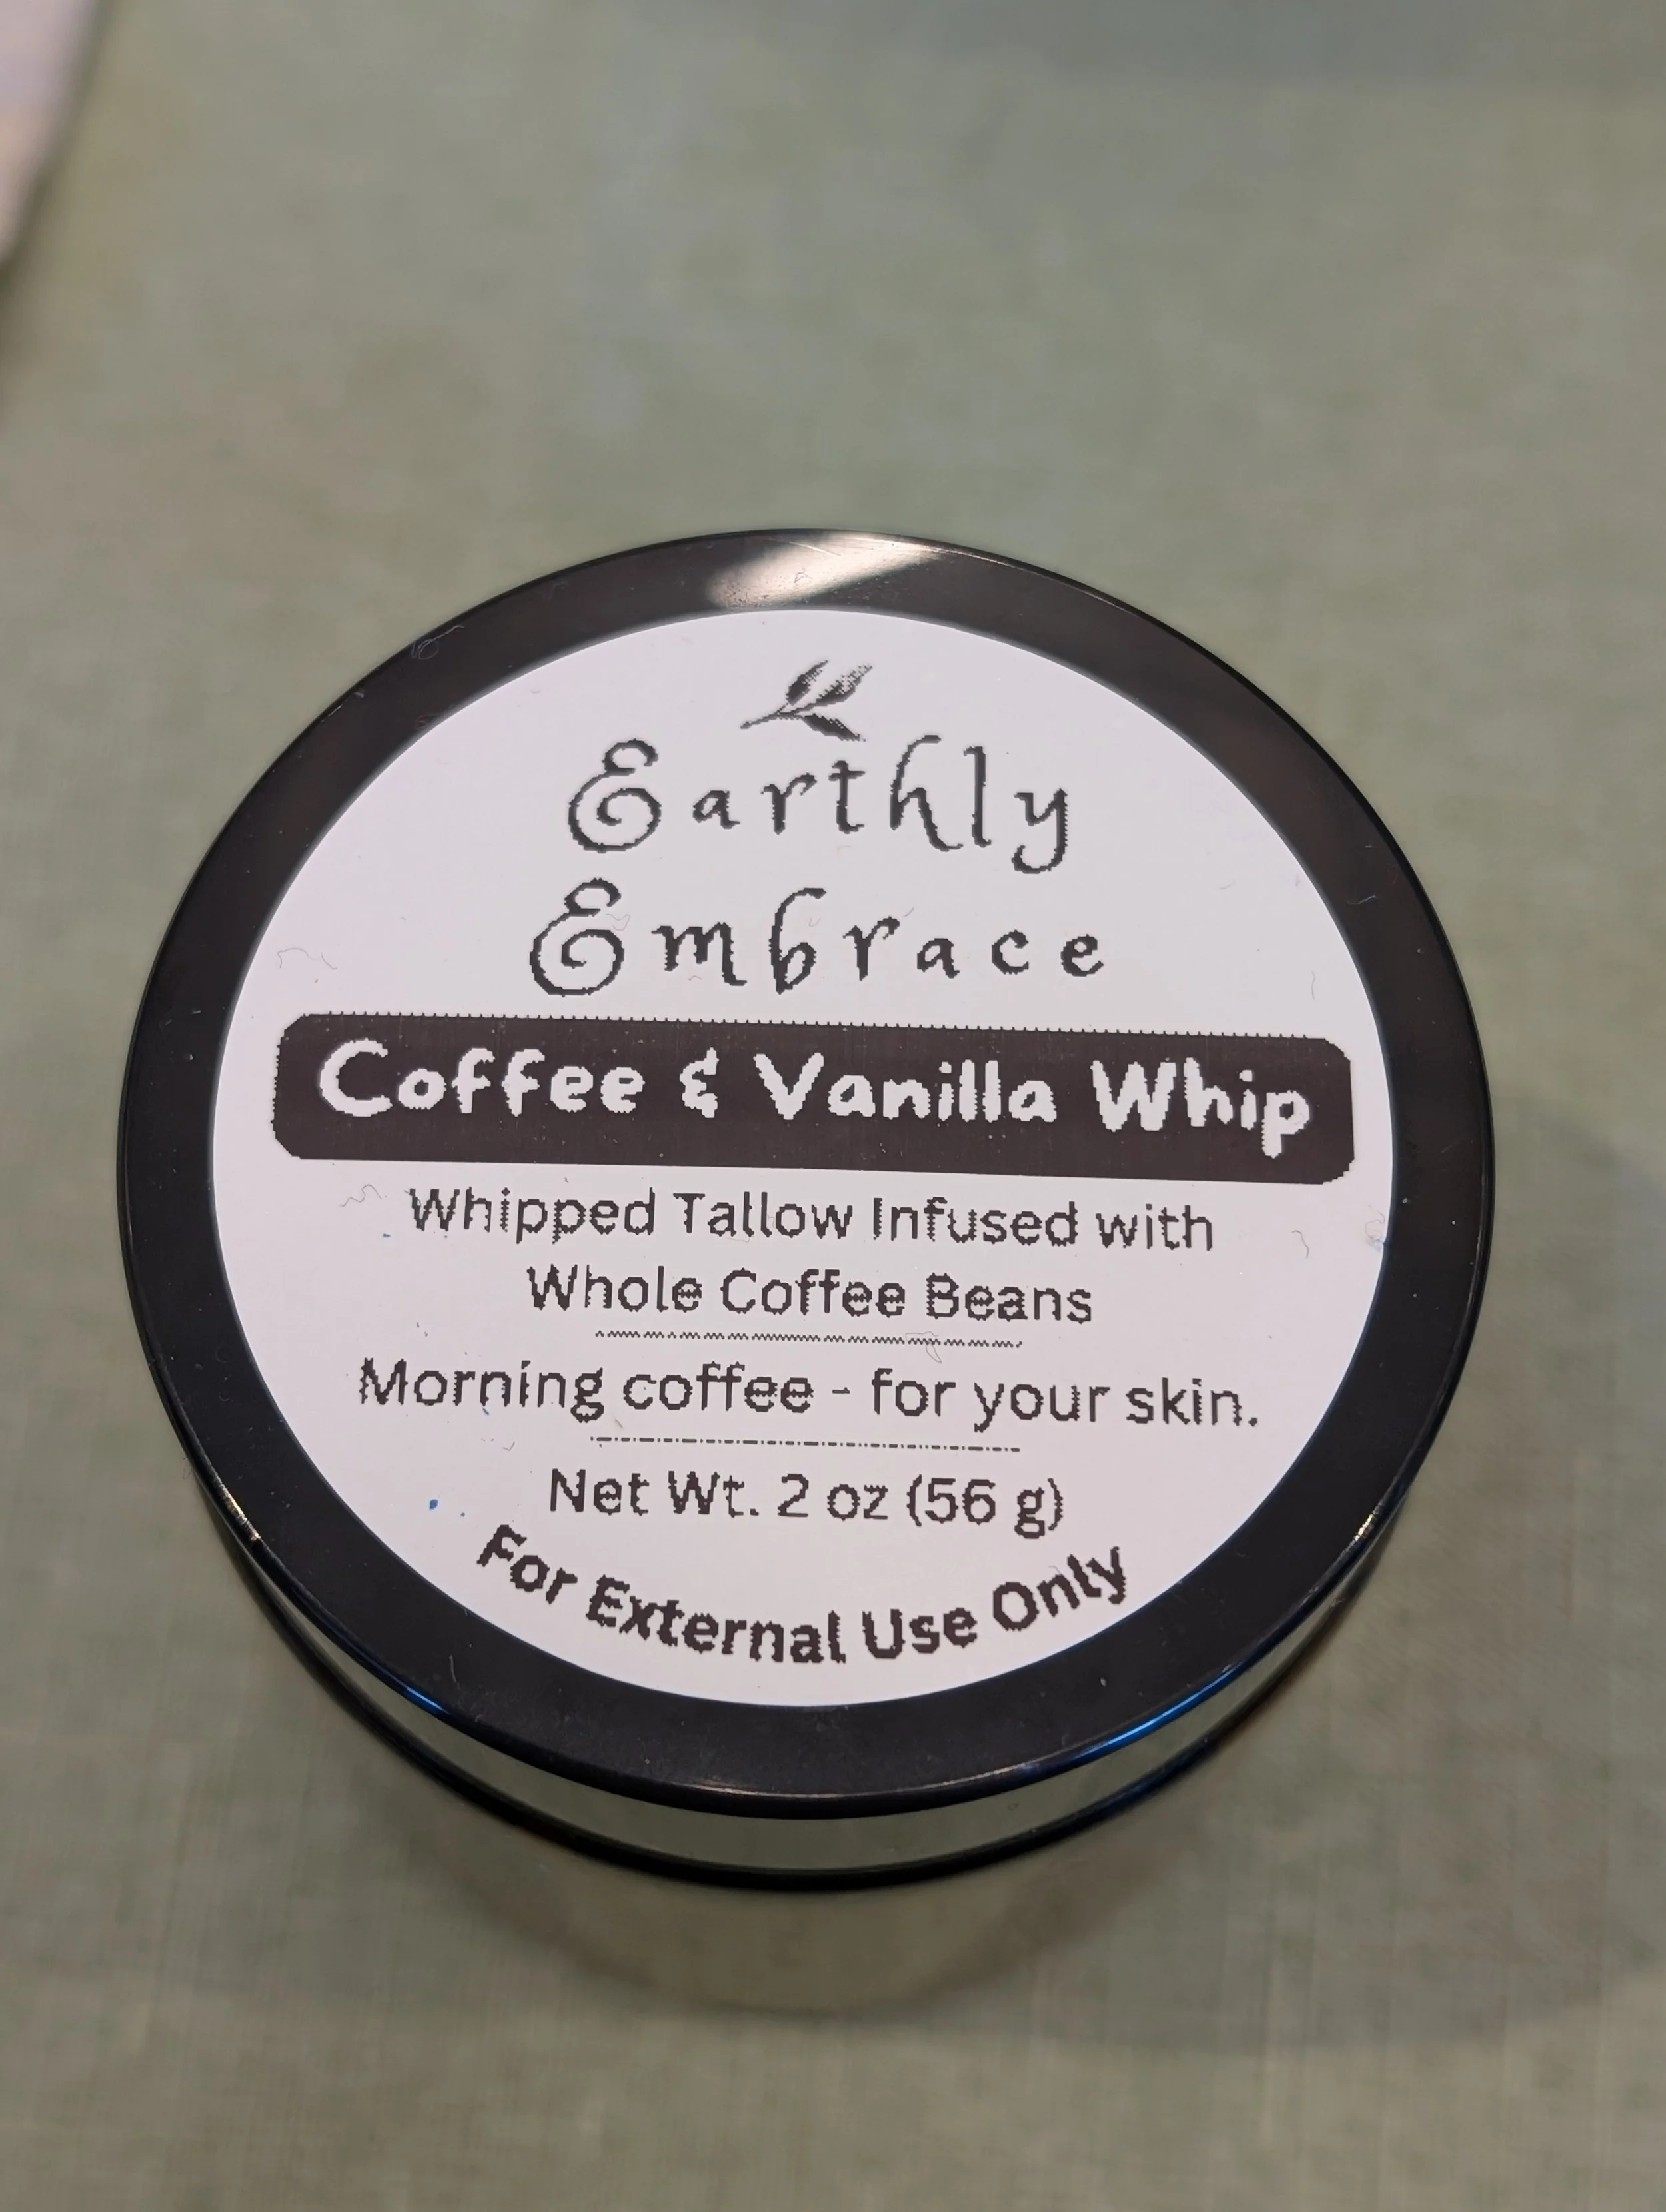 Earthly
Embrace
Coffee & Vanilla Whip
Whipped Tallow Infused with
Whole Coffee Beans
Morning coffee - for your skin.
Net Wt. 2 oz (56 g)
For External Use Only